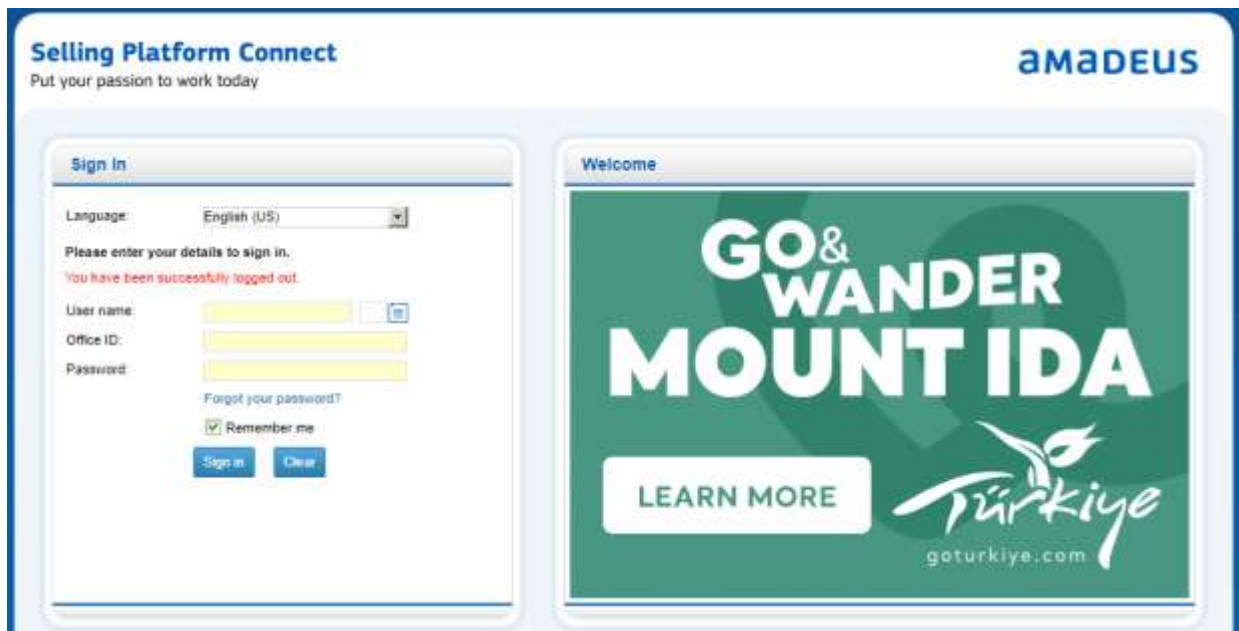 Selling Platform Connect
Put your passion to work today
amadeus
Sign In
Language:
English (US)
Please enter your details to sign in.
You have been successfully logged out.
User name:
Office ID:
Password:
Forgot your password?
Remember me
Sign in
Clear
Welcome
GO&
WANDER
MOUNT IDA
LEARN MORE
Türkiye
goturkiye.com